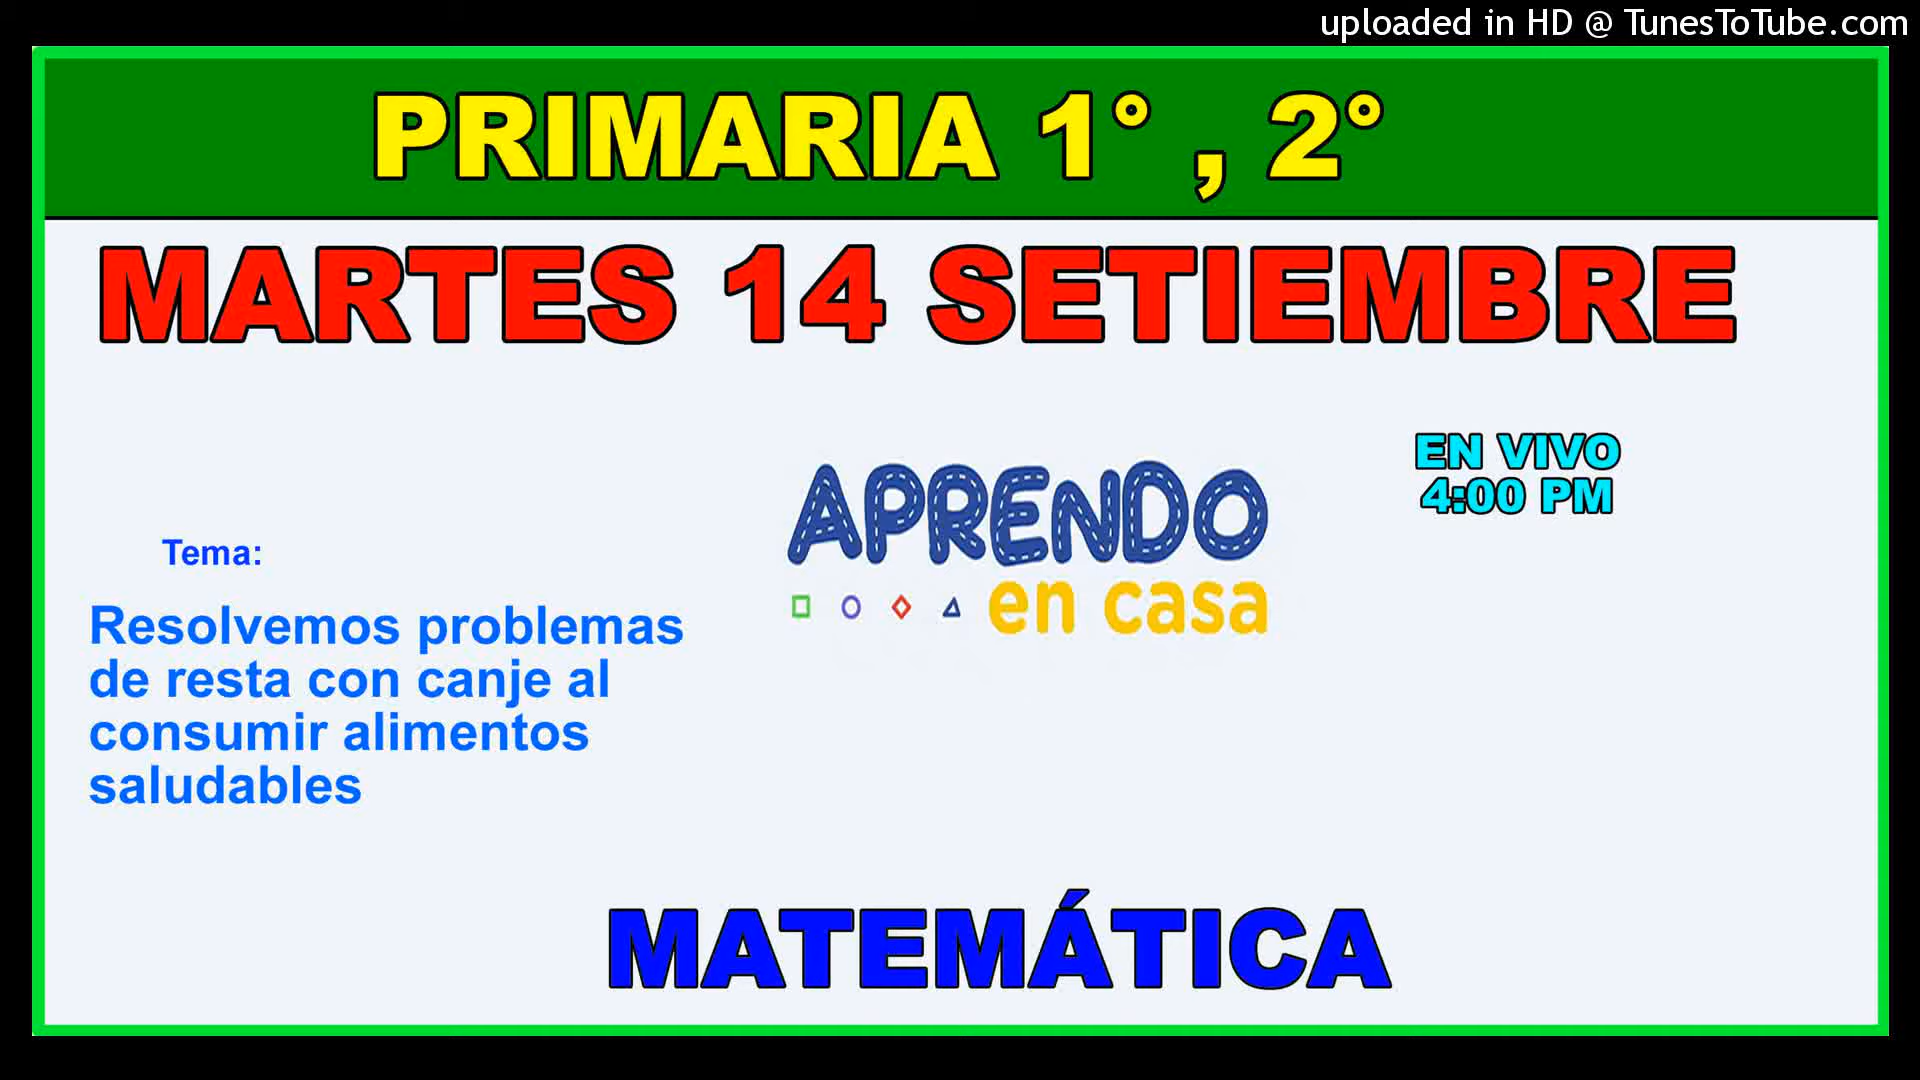 uploaded in HD @ TunesToTube.com
PRIMARIA 1° , 2°
MARTES 14 SETIEMBRE
EN VIVO
4:00 PM
APRENDO
en casa
Tema:
Resolvemos problemas
de resta con canje al
consumir alimentos
saludables
MATEMÁTICA